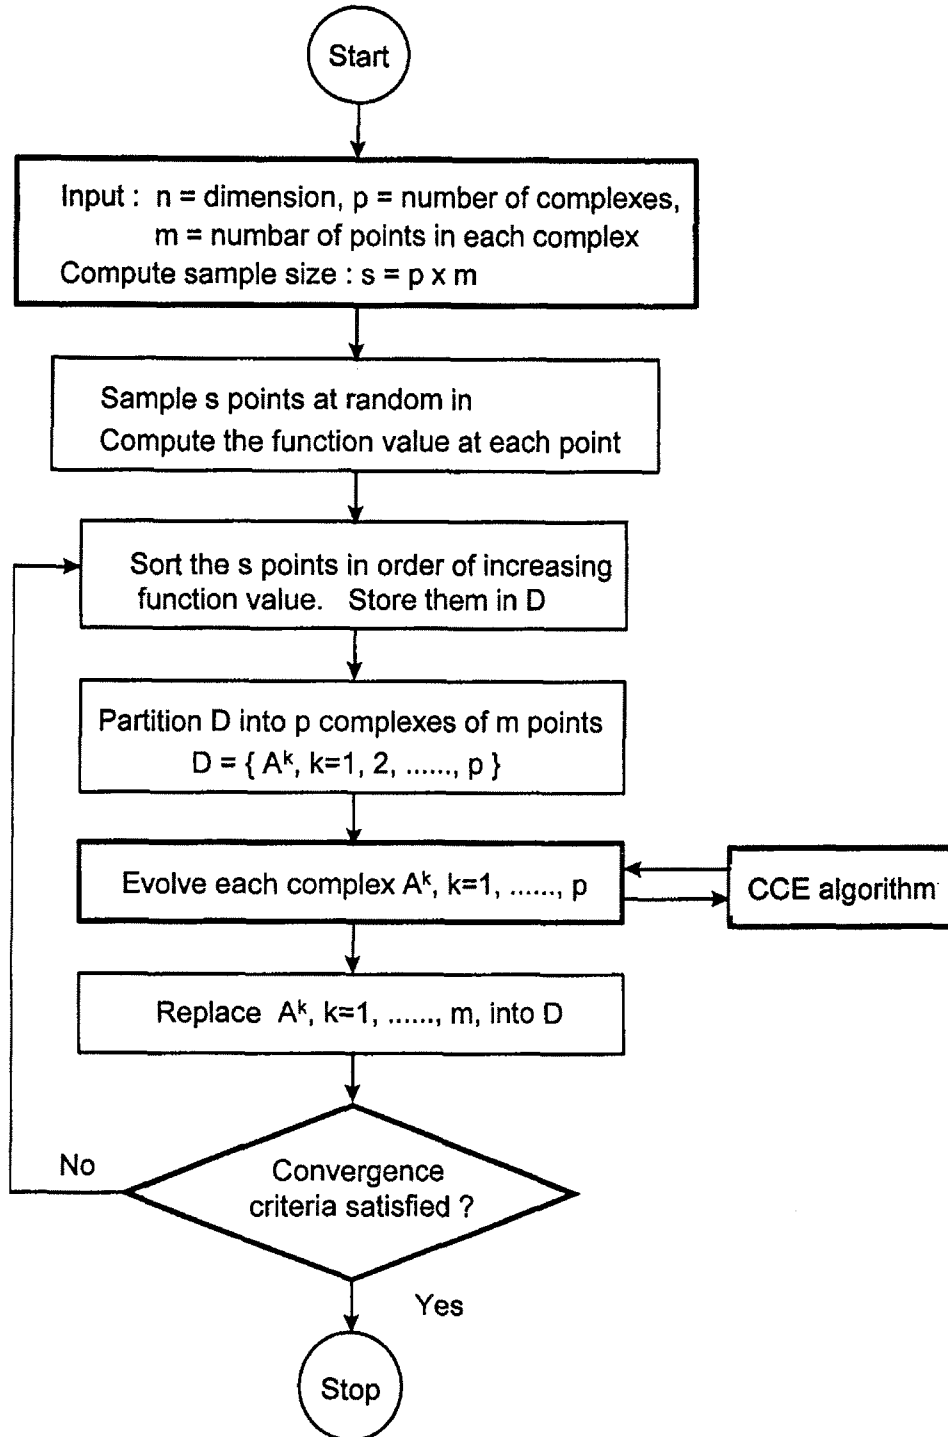 Start
Input : n = dimension, p = number of complexes,
m = numbar of points in each complex
Compute sample size : s = p x m
Sample s points at random in
Compute the function value at each point
Sort the s points in order of increasing
function value. Store them in D
Partition D into p complexes of m points
D = { Aᵏ, k=1, 2, ......, p }
Evolve each complex Aᵏ, k=1, ......, p
CCE algorithm
Replace Aᵏ, k=1, ......, m, into D
Convergence
criteria satisfied ?
No
Yes
Stop